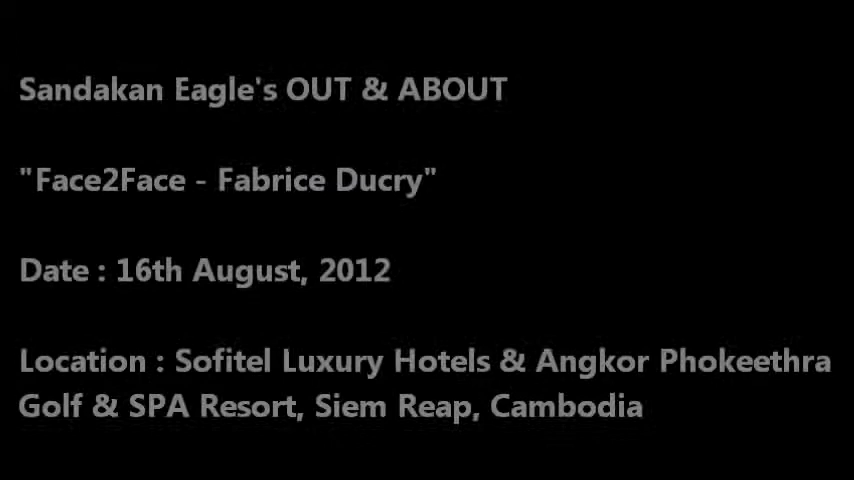 Sandakan Eagle's OUT & ABOUT
"Face2Face - Fabrice Ducry"
Date : 16th August, 2012
Location : Sofitel Luxury Hotels & Angkor Phokeethra
Golf & SPA Resort, Siem Reap, Cambodia